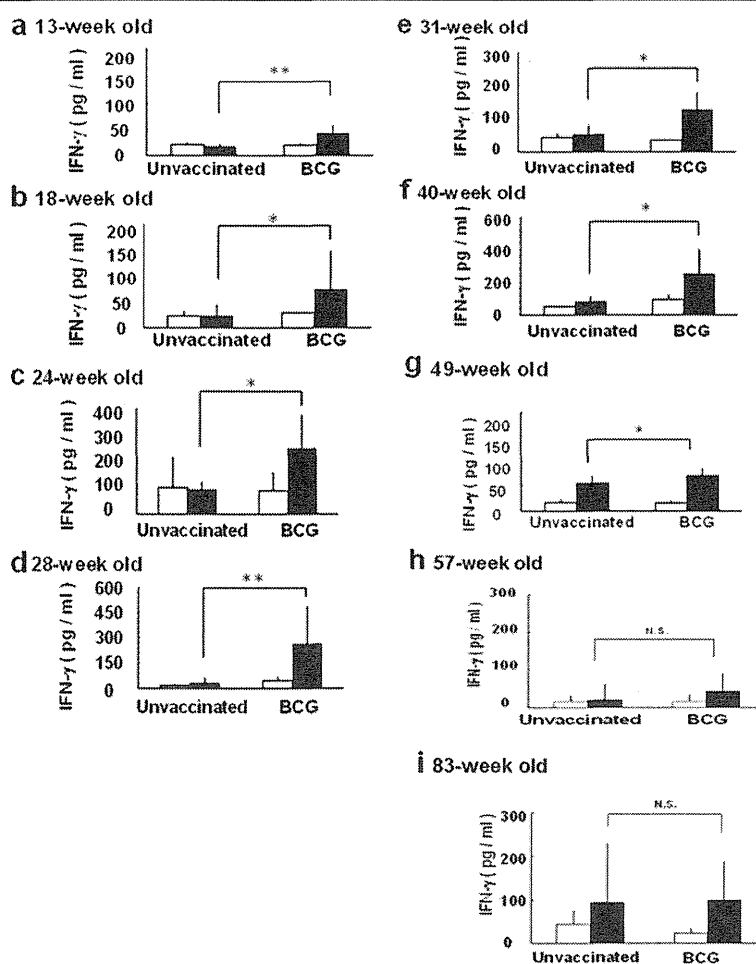 a 13-week old
IFN-γ ( pg / ml )
200
150
100
50
0
**
Unvaccinated BCG
b 18-week old
IFN-γ ( pg / ml )
200
150
100
50
0
*
Unvaccinated BCG
c 24-week old
IFN-γ ( pg / ml )
400
300
200
100
0
*
Unvaccinated BCG
d 28-week old
IFN-γ ( pg / ml )
600
450
300
150
0
**
Unvaccinated BCG
e 31-week old
IFN-γ ( pg / ml )
300
200
100
0
*
Unvaccinated BCG
f 40-week old
IFN-γ ( pg / ml )
600
400
200
0
*
Unvaccinated BCG
g 49-week old
IFN-γ ( pg / ml )
200
150
100
50
0
*
Unvaccinated BCG
h 57-week old
IFN-γ ( pg / ml )
300
200
100
0
N.S.
Unvaccinated BCG
i 83-week old
IFN-γ ( pg / ml )
300
200
100
0
N.S.
Unvaccinated BCG